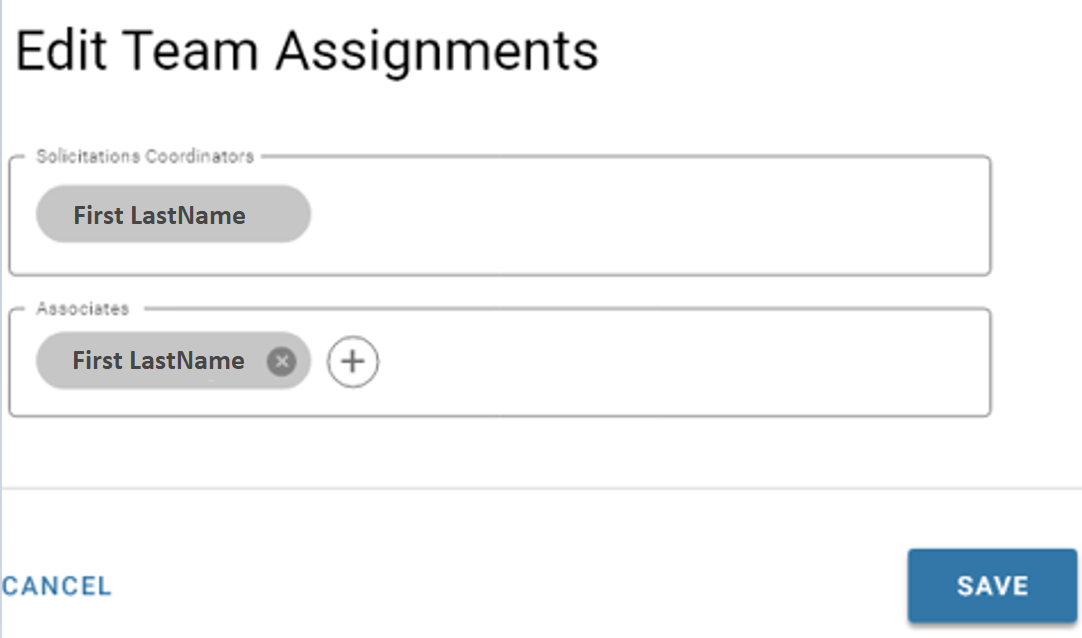 Edit Team Assignments
Solicitations Coordinators
First LastName
Associates
First LastName
CANCEL
SAVE